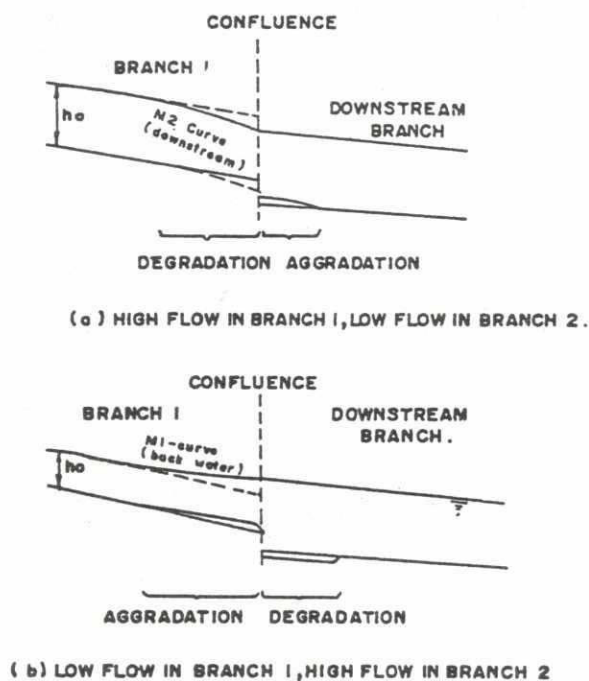 CONFLUENCE
BRANCH 1
DOWNSTREAM
BRANCH
ho
M2 Curve
(downstream)
DEGRADATION AGGRADATION
(a) HIGH FLOW IN BRANCH 1, LOW FLOW IN BRANCH 2.
CONFLUENCE
BRANCH 1
DOWNSTREAM
BRANCH.
M1-curve
(back water)
ho
AGGRADATION DEGRADATION
(b) LOW FLOW IN BRANCH 1, HIGH FLOW IN BRANCH 2